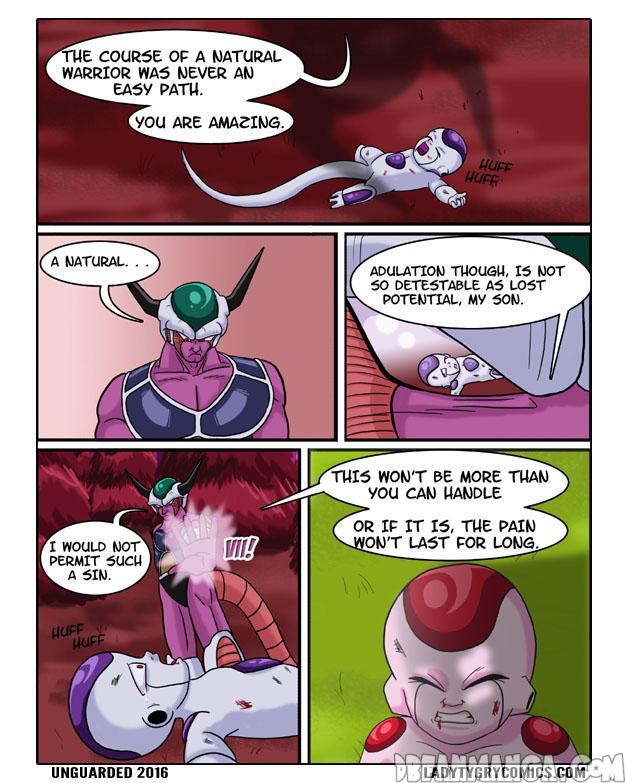 THE COURSE OF A NATURAL
WARRIOR WAS NEVER AN
EASY PATH.
YOU ARE AMAZING.
HUFF
HUFF
A NATURAL. . .
ADULATION THOUGH, IS NOT
SO DETESTABLE AS LOST
POTENTIAL, MY SON.
I WOULD NOT
PERMIT SUCH
A SIN.
VII!
HUFF
HUFF
THIS WON'T BE MORE THAN
YOU CAN HANDLE
OR IF IT IS, THE PAIN
WON'T LAST FOR LONG.
UNGUARDED 2016
LADYTYGRYCOMICS.COM
DBFANMANGA.COM